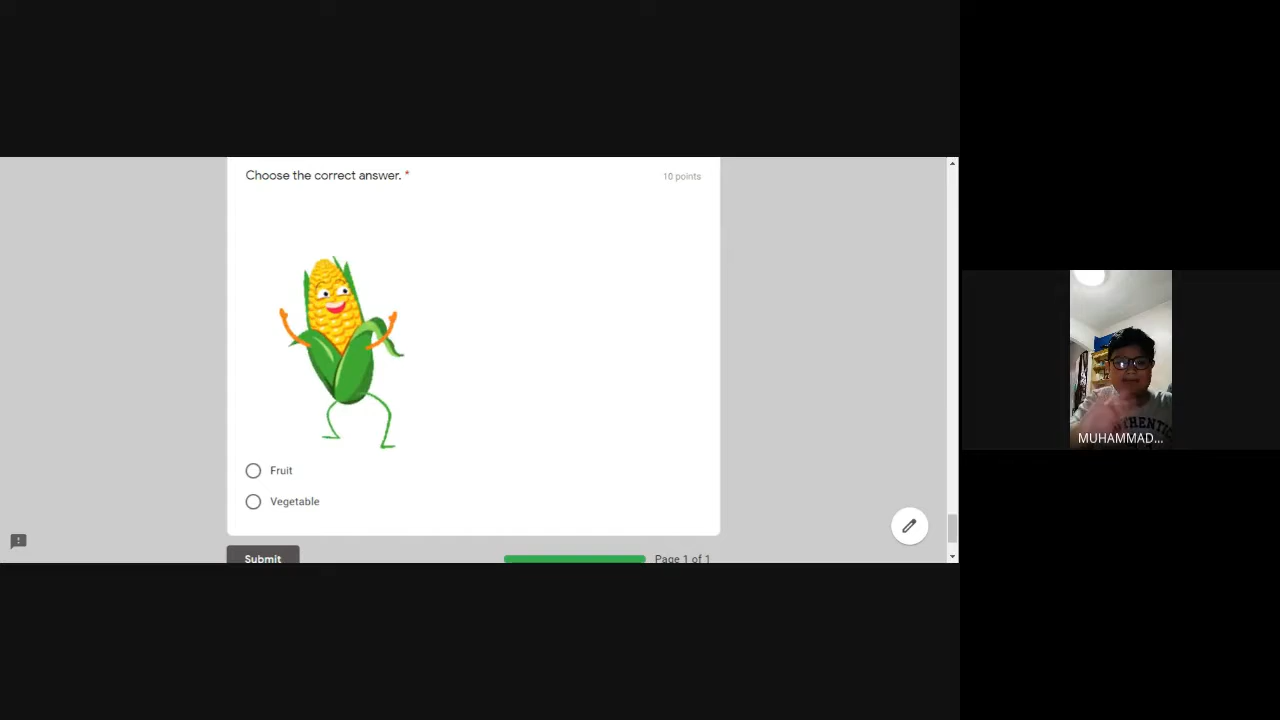 Choose the correct answer. *
10 points
Fruit
Vegetable
Submit
Page 1 of 1
MUHAMMAD...